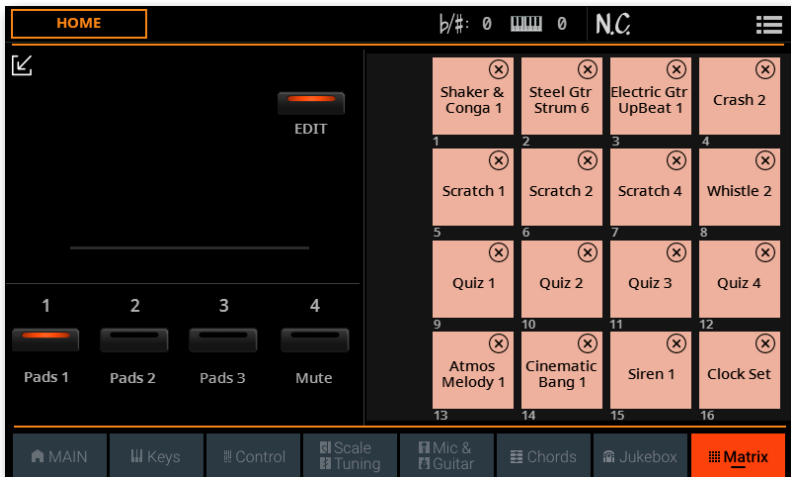 HOME
b/#: 0
0
N.C.
EDIT
1
2
3
4
Pads 1
Pads 2
Pads 3
Mute
Shaker &
Conga 1
1
Steel Gtr
Strum 6
2
Electric Gtr
UpBeat 1
3
Crash 2
4
Scratch 1
5
Scratch 2
6
Scratch 4
7
Whistle 2
8
Quiz 1
9
Quiz 2
10
Quiz 3
11
Quiz 4
12
Atmos
Melody 1
13
Cinematic
Bang 1
14
Siren 1
15
Clock Set
16
MAIN
Keys
Control
Scale
Tuning
Mic &
Guitar
Chords
Jukebox
Matrix